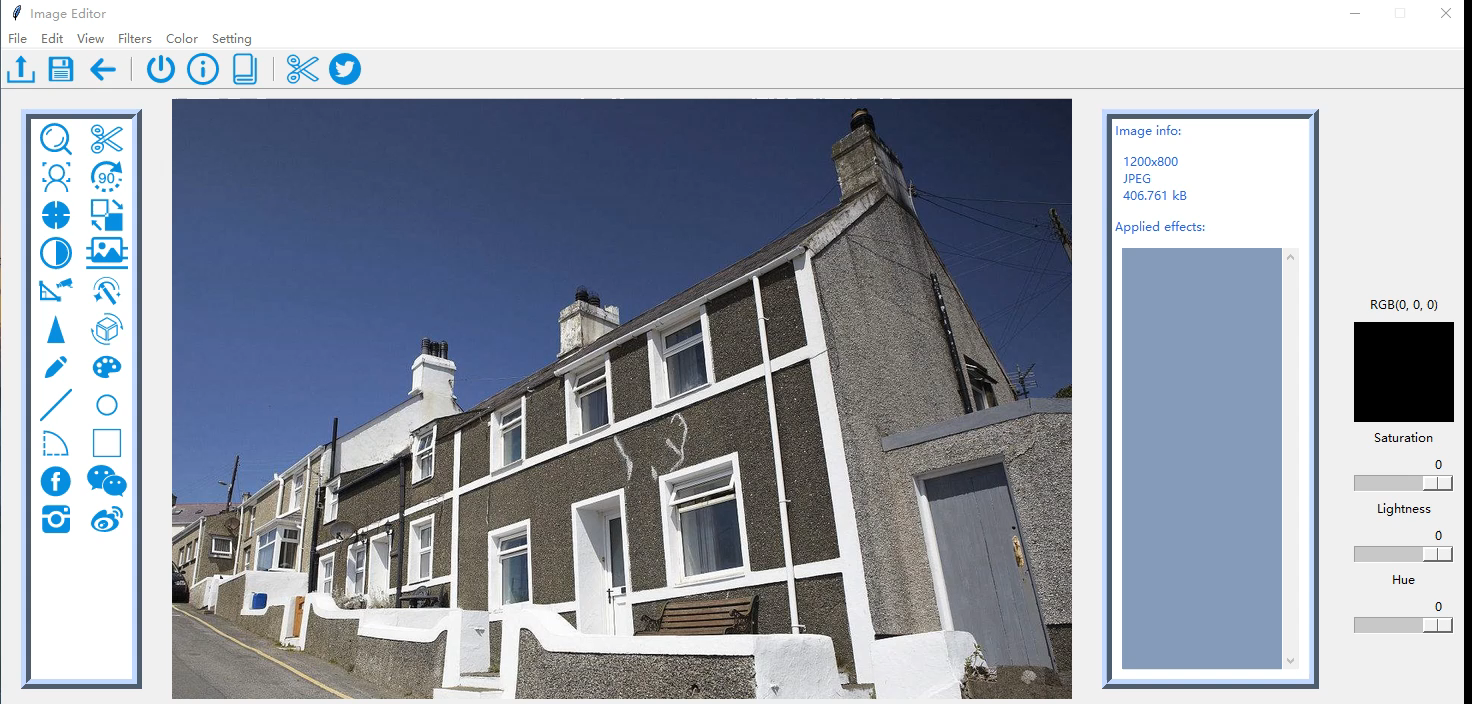 Image Editor
File Edit View Filters Color Setting
90
Image info:
1200x800
JPEG
406.761 kB
Applied effects:
RGB(0, 0, 0)
Saturation
0
Lightness
0
Hue
0